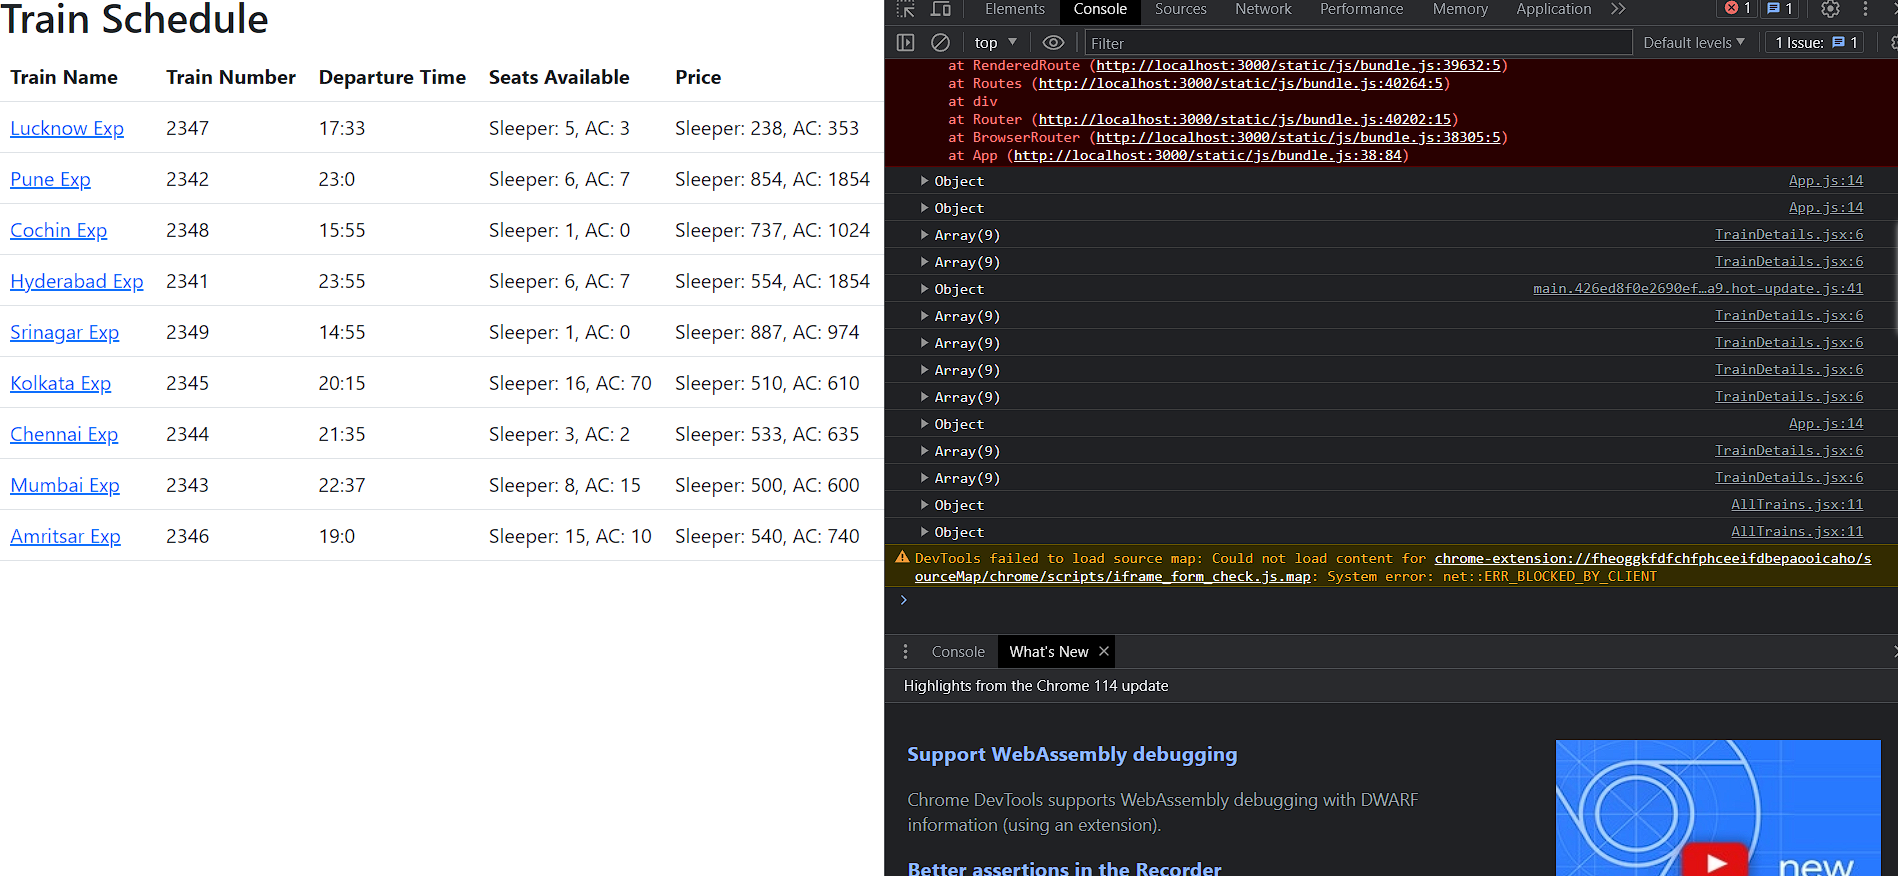 Train Schedule
Train Name Train Number Departure Time Seats Available Price
Lucknow Exp 2347 17:33 Sleeper: 5, AC: 3 Sleeper: 238, AC: 353
Pune Exp 2342 23:0 Sleeper: 6, AC: 7 Sleeper: 854, AC: 1854
Cochin Exp 2348 15:55 Sleeper: 1, AC: 0 Sleeper: 737, AC: 1024
Hyderabad Exp 2341 23:55 Sleeper: 6, AC: 7 Sleeper: 554, AC: 1854
Srinagar Exp 2349 14:55 Sleeper: 1, AC: 0 Sleeper: 887, AC: 974
Kolkata Exp 2345 20:15 Sleeper: 16, AC: 70 Sleeper: 510, AC: 610
Chennai Exp 2344 21:35 Sleeper: 3, AC: 2 Sleeper: 533, AC: 635
Mumbai Exp 2343 22:37 Sleeper: 8, AC: 15 Sleeper: 500, AC: 600
Amritsar Exp 2346 19:0 Sleeper: 15, AC: 10 Sleeper: 540, AC: 740
Elements Console Sources Network Performance Memory Application 1 1
top Filter Default levels 1 Issue: 1
at RenderedRoute (http://localhost:3000/static/js/bundle.js:39632:5)
at Routes (http://localhost:3000/static/js/bundle.js:40264:5)
at div
at Router (http://localhost:3000/static/js/bundle.js:40202:15)
at BrowserRouter (http://localhost:3000/static/js/bundle.js:38305:5)
at App (http://localhost:3000/static/js/bundle.js:38:84)
Object App.js:14
Object App.js:14
Array(9) TrainDetails.jsx:6
Array(9) TrainDetails.jsx:6
Object main.426ed8f0e2690ef…a9.hot-update.js:41
Array(9) TrainDetails.jsx:6
Array(9) TrainDetails.jsx:6
Array(9) TrainDetails.jsx:6
Array(9) TrainDetails.jsx:6
Object App.js:14
Array(9) TrainDetails.jsx:6
Array(9) TrainDetails.jsx:6
Object AllTrains.jsx:11
Object AllTrains.jsx:11
DevTools failed to load source map: Could not load content for chrome-extension://fheoggkfdfchfphceeifdbepaooicaho/s
ourceMap/chrome/scripts/iframe_form_check.js.map: System error: net::ERR_BLOCKED_BY_CLIENT
Console What's New
Highlights from the Chrome 114 update
Support WebAssembly debugging
Chrome DevTools supports WebAssembly debugging with DWARF
information (using an extension).
Better assertions in the Recorder
new